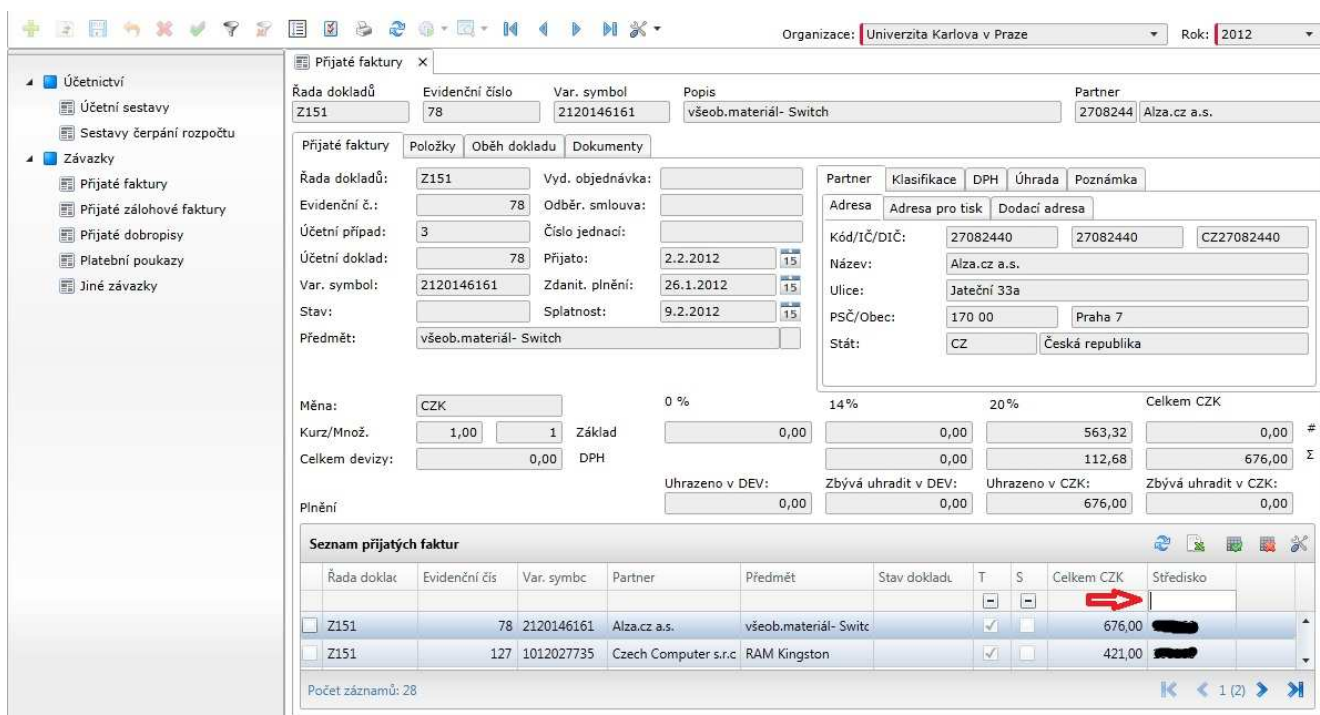 Organizace: Univerzita Karlova v Praze Rok: 2012
Účetnictví
Účetní sestavy
Sestavy čerpání rozpočtu
Závazky
Přijaté faktury
Přijaté zálohové faktury
Přijaté dobropisy
Platební poukazy
Jiné závazky
Přijaté faktury X
Řada dokladů Evidenční číslo Var. symbol Popis Partner
Z151 78 2120146161 všeob.materiál- Switch 2708244 Alza.cz a.s.
Přijaté faktury Položky Oběh dokladu Dokumenty
Řada dokladů: Z151 Vyd. objednávka:
Evidenční č.: 78 Odběr. smlouva:
Účetní případ: 3 Číslo jednací:
Účetní doklad: 78 Přijato: 2.2.2012 15
Var. symbol: 2120146161 Zdanit. plnění: 26.1.2012 15
Stav: Splatnost: 9.2.2012 15
Předmět: všeob.materiál- Switch
Partner Klasifikace DPH Úhrada Poznámka
Adresa Adresa pro tisk Dodací adresa
Kód/IČ/DIČ: 27082440 27082440 CZ27082440
Název: Alza.cz a.s.
Ulice: Jateční 33a
PSČ/Obec: 170 00 Praha 7
Stát: CZ Česká republika
Měna: CZK 0 % 14% 20% Celkem CZK
Kurz/Množ. 1,00 1 Základ 0,00 0,00 563,32 0,00 #
Celkem devizy: 0,00 DPH 0,00 112,68 676,00 Σ
Uhrazeno v DEV: Zbývá uhradit v DEV: Uhrazeno v CZK: Zbývá uhradit v CZK:
Plnění 0,00 0,00 676,00 0,00
Seznam přijatých faktur
Řada doklac Evidenční čís Var. symbc Partner Předmět Stav dokladu T S Celkem CZK Středisko
Z151 78 2120146161 Alza.cz a.s. všeob.materiál- Switc 676,00
Z151 127 1012027735 Czech Computer s.r.c RAM Kingston 421,00
Počet záznamů: 28 1 (2)